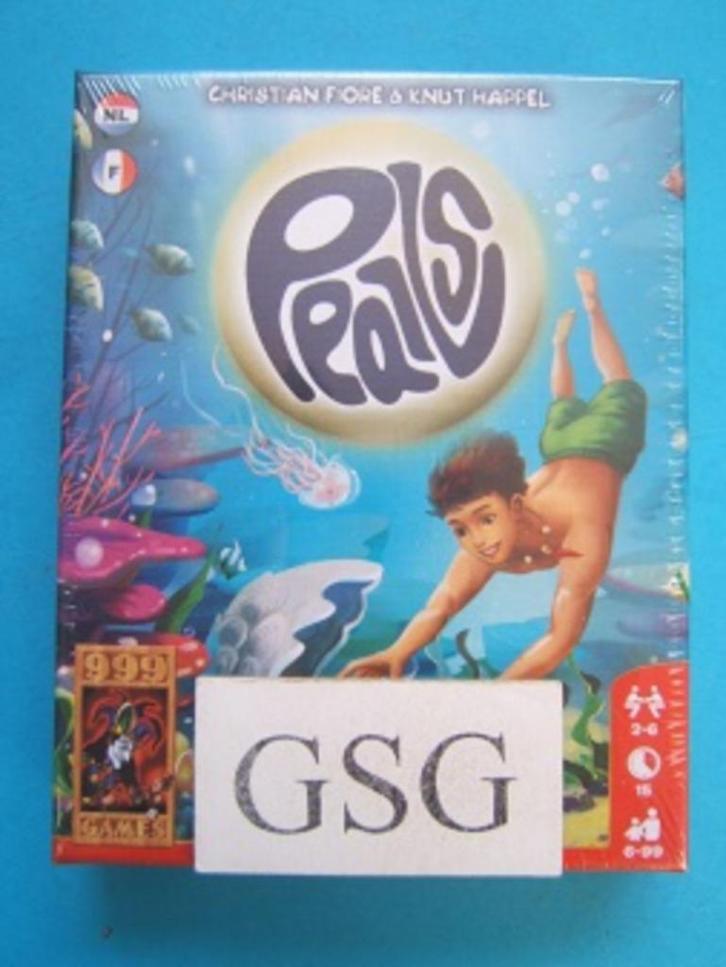 CHRISTIAN FIORE & KNUT HAPPEL
NL
F
Pearls
999
GAMES
GSG
2-6
15
6-99